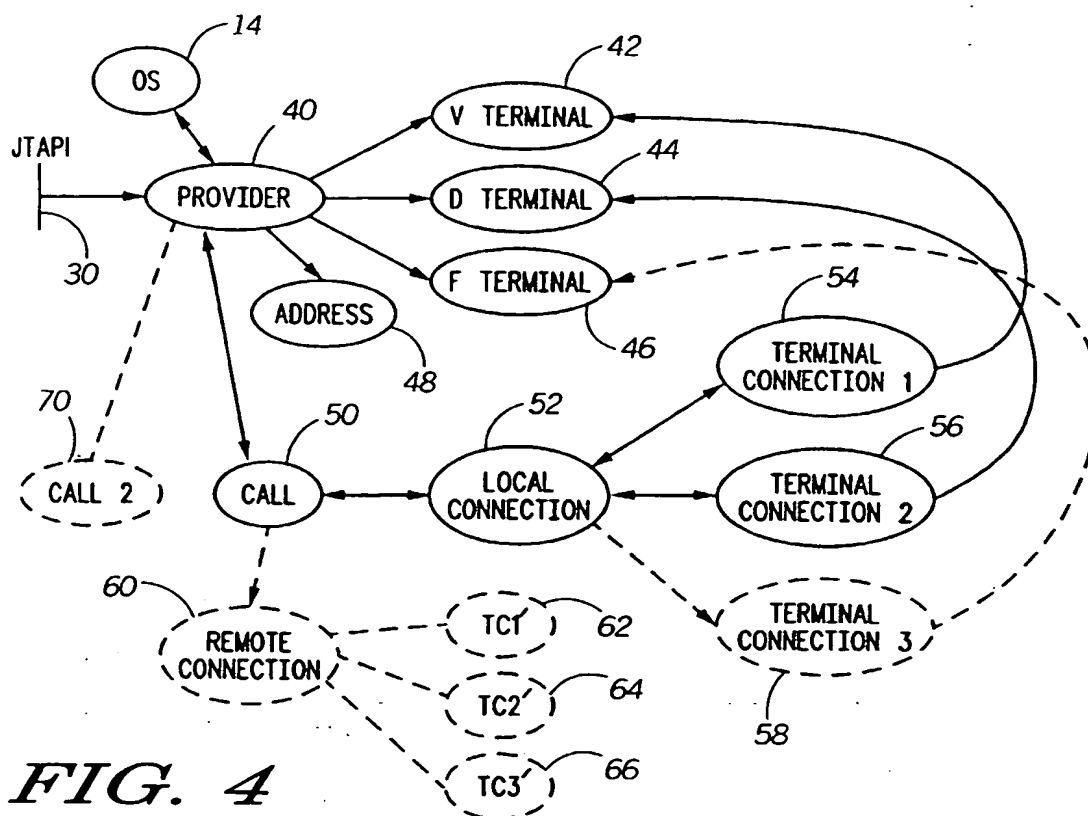 14
OS
42
V TERMINAL
40
JTAPI
44
PROVIDER
D TERMINAL
30
F TERMINAL
54
ADDRESS
46
TERMINAL
CONNECTION 1
48
70
50
52
56
CALL 2
CALL
LOCAL
CONNECTION
TERMINAL
CONNECTION 2
60
REMOTE
CONNECTION
TC1′
62
TERMINAL
CONNECTION 3
TC2′
64
58
TC3′
66
FIG. 4